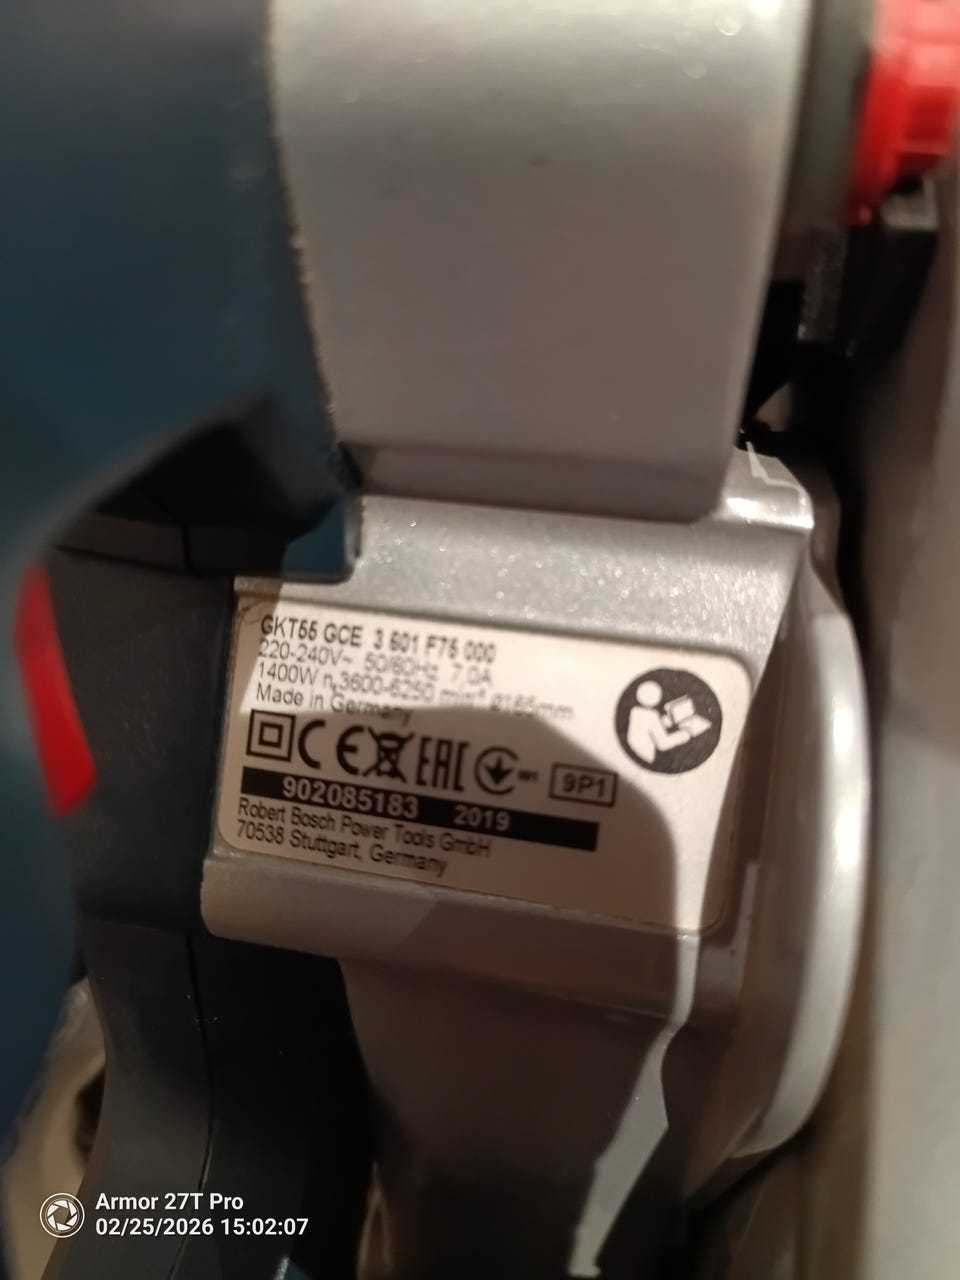 GKT55 GCE 3 601 F75 000
220-240V~ 50/60Hz 7,0A
1400W n₀3600-6250 min⁻¹ ø165mm
Made in Germany
CE EAC 9P1
902085183 2019
Robert Bosch Power Tools GmbH
70538 Stuttgart, Germany
Armor 27T Pro
02/25/2026 15:02:07